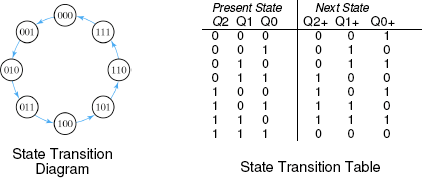 000
001
111
010
110
011
101
100
State Transition
Diagram
Present State Next State
Q2 Q1 Q0 Q2+ Q1+ Q0+
0 0 0 0 0 1
0 0 1 0 1 0
0 1 0 0 1 1
0 1 1 1 0 0
1 0 0 1 0 1
1 0 1 1 1 0
1 1 0 1 1 1
1 1 1 0 0 0
State Transition Table